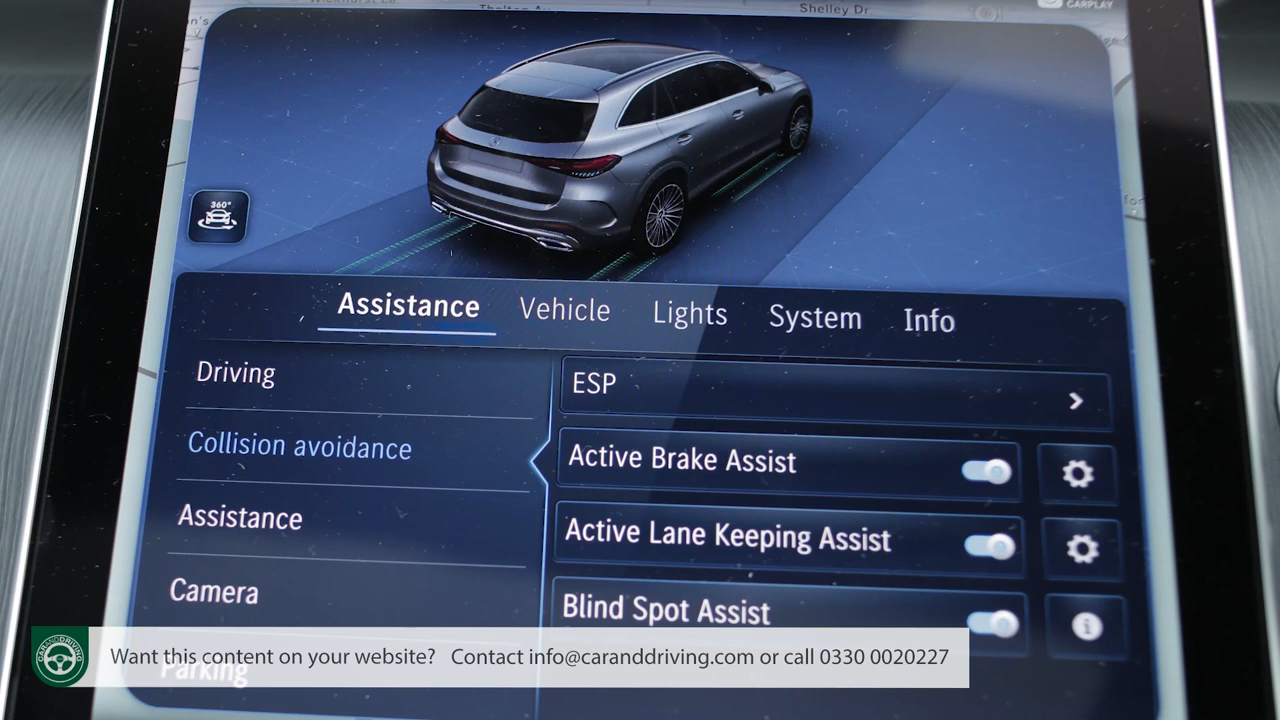 Shelley Dr.
CARPLAY
360°
Assistance Vehicle Lights System Info
Driving
Collision avoidance
Assistance
Camera
Parking
ESP
Active Brake Assist
Active Lane Keeping Assist
Blind Spot Assist
CARANDDRIVING
Want this content on your website? Contact info@caranddriving.com or call 0330 0020227